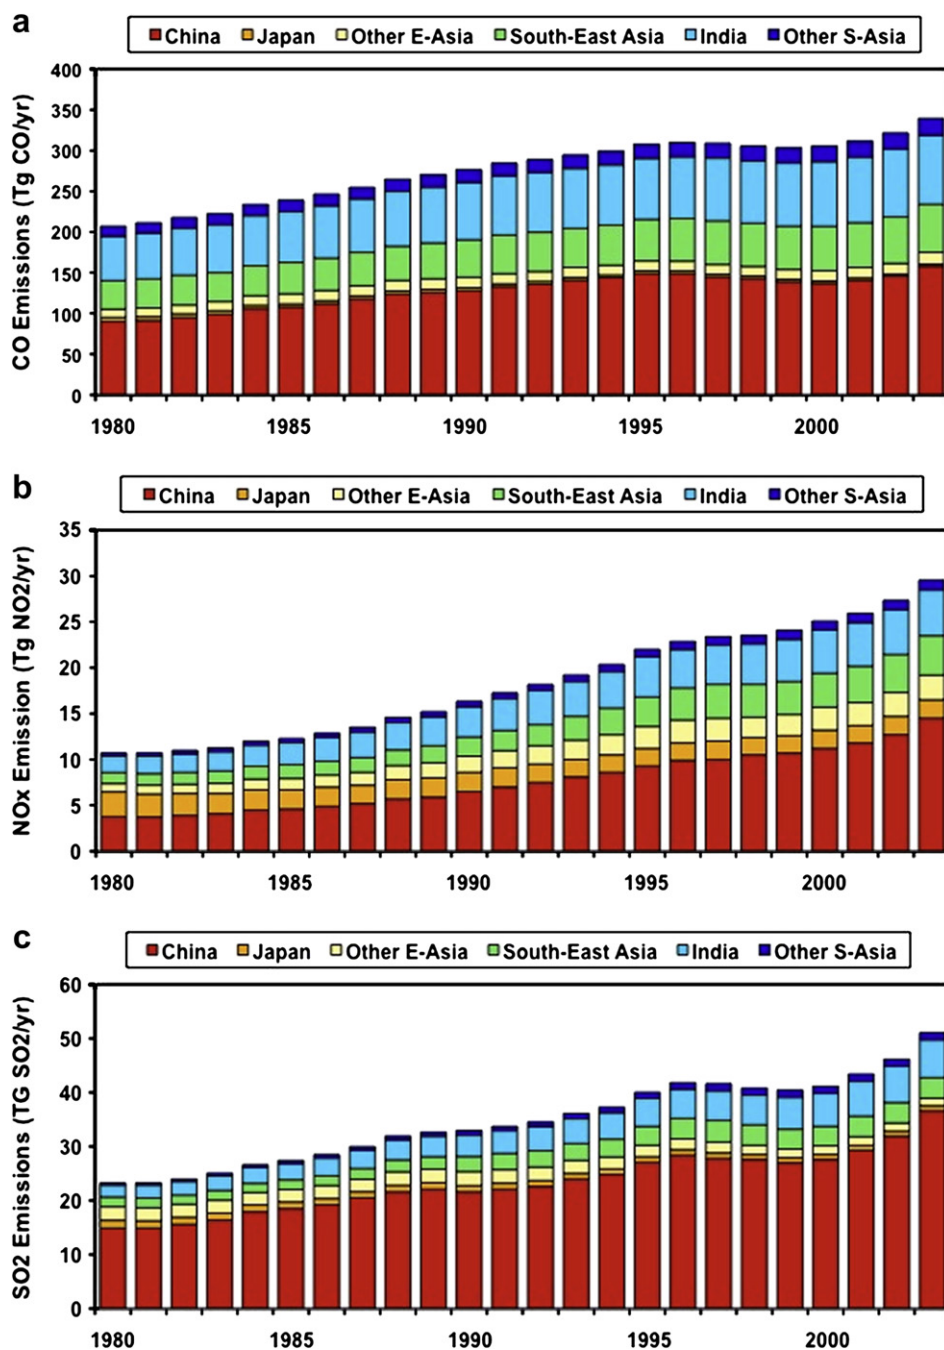 a
China Japan Other E-Asia South-East Asia India Other S-Asia
CO Emissions (Tg CO/yr)
400
350
300
250
200
150
100
50
0
1980 1985 1990 1995 2000
b
China Japan Other E-Asia South-East Asia India Other S-Asia
NOx Emission (Tg NO2/yr)
35
30
25
20
15
10
5
0
1980 1985 1990 1995 2000
c
China Japan Other E-Asia South-East Asia India Other S-Asia
SO2 Emissions (TG SO2/yr)
60
50
40
30
20
10
0
1980 1985 1990 1995 2000